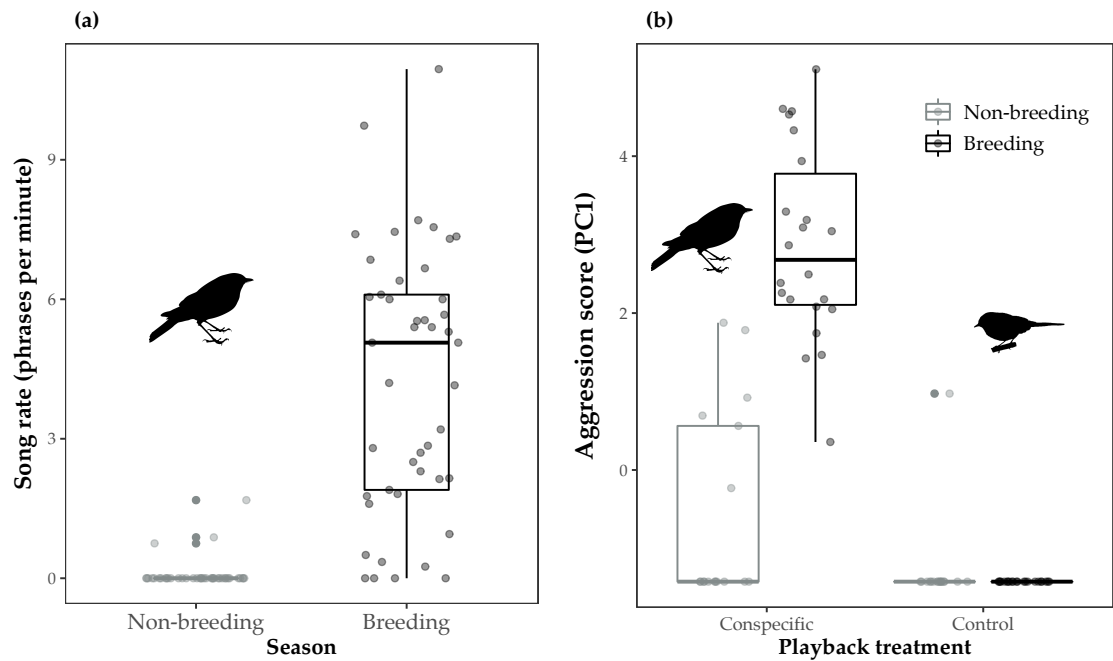 (a)
Song rate (phrases per minute)
9
6
3
0
Non-breeding
Breeding
Season
(b)
Aggression score (PC1)
4
2
0
Non-breeding
Breeding
Conspecific
Control
Playback treatment